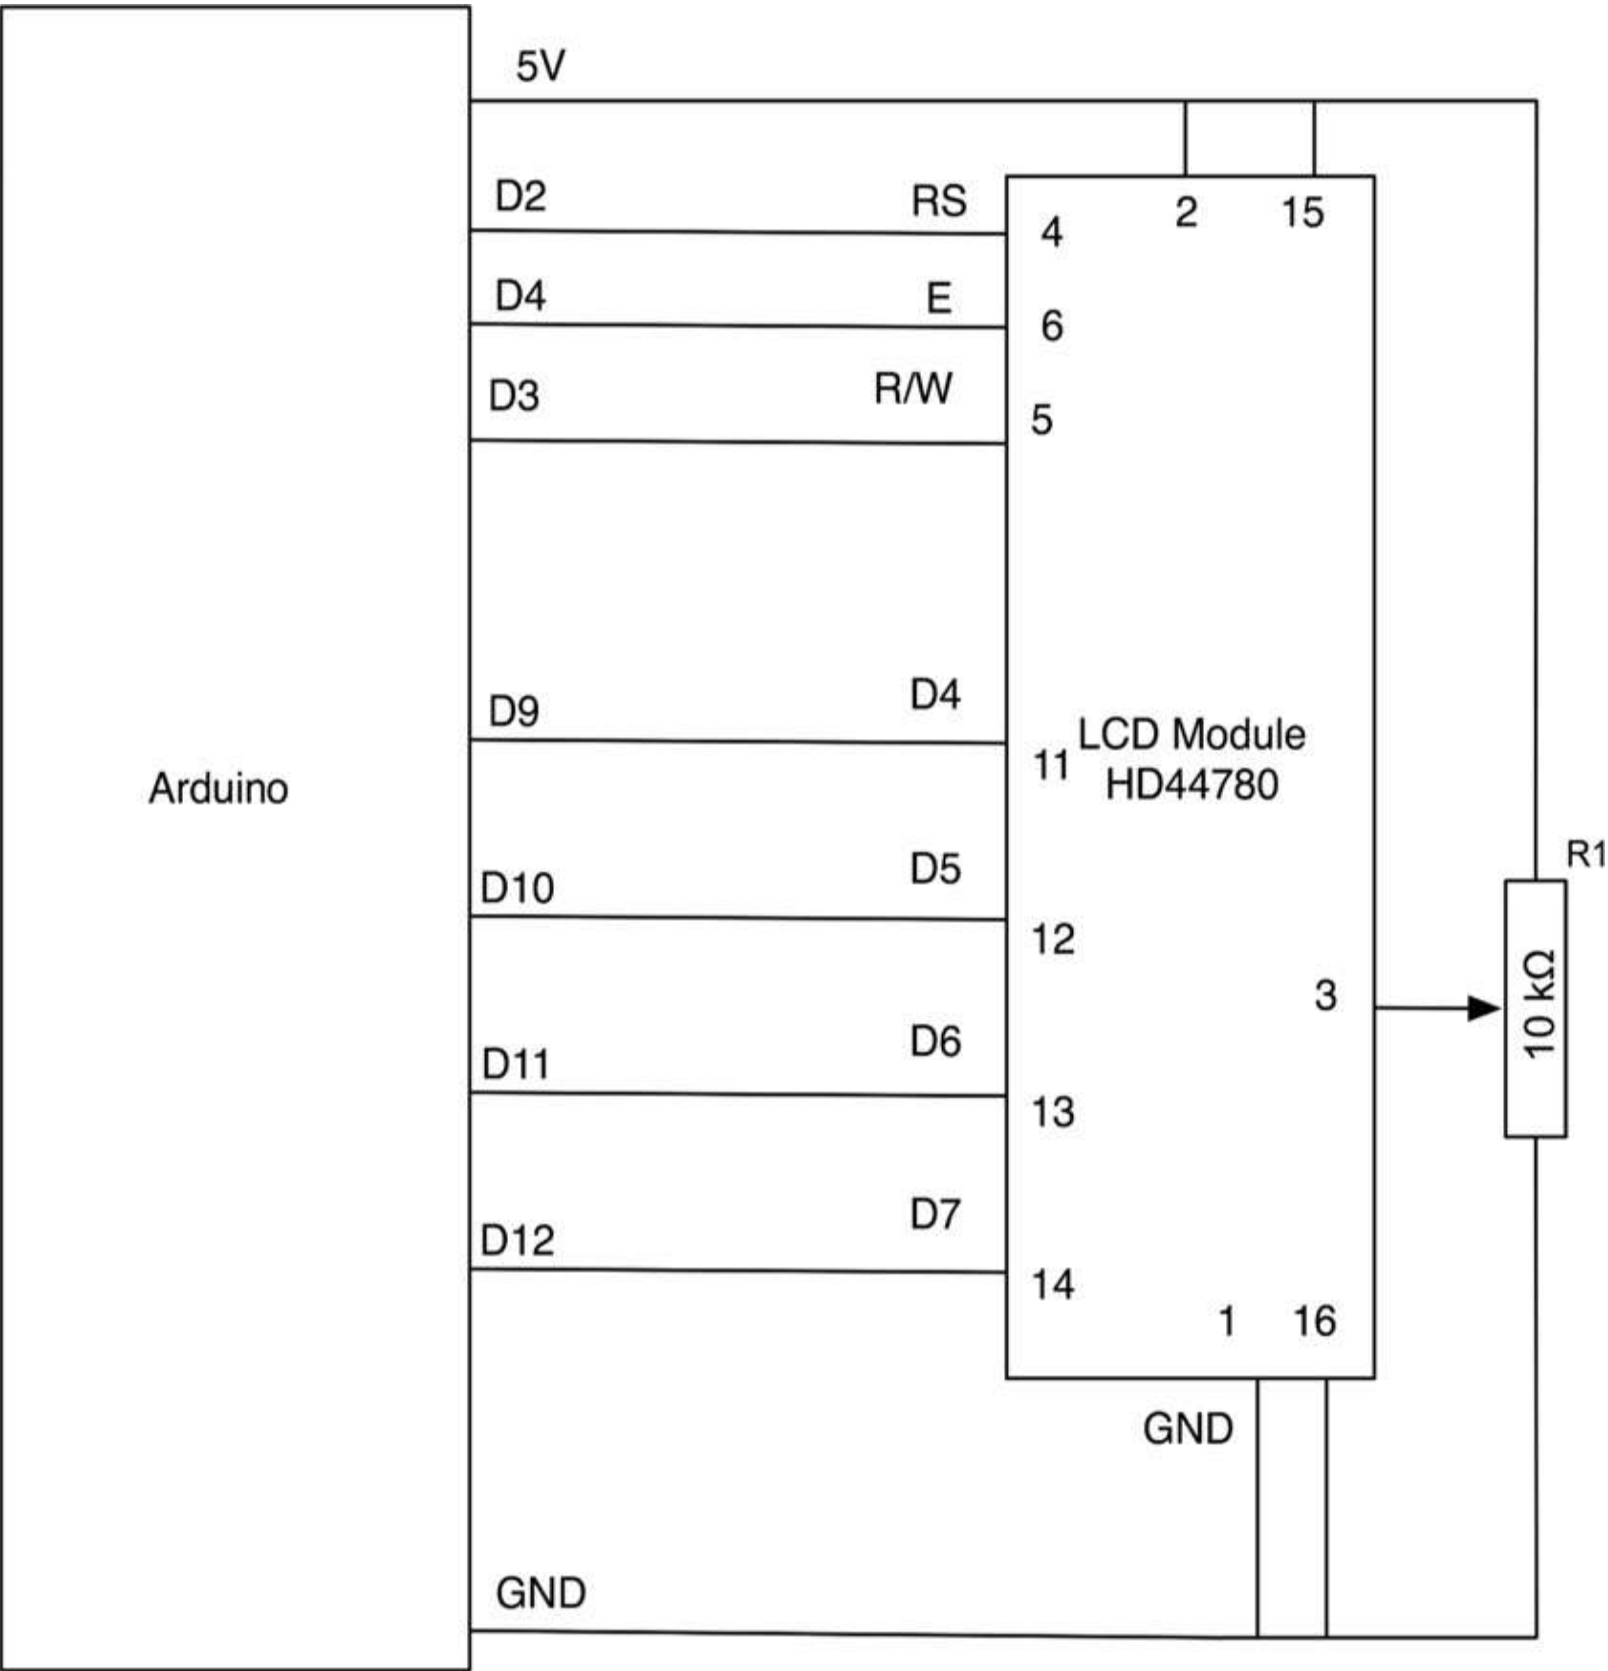 5V
D2
RS
4
2
15
D4
E
6
D3
R/W
5
D9
D4
11
LCD Module
HD44780
Arduino
R1
10 kΩ
D10
D5
12
3
D11
D6
13
D12
D7
14
1
16
GND
GND